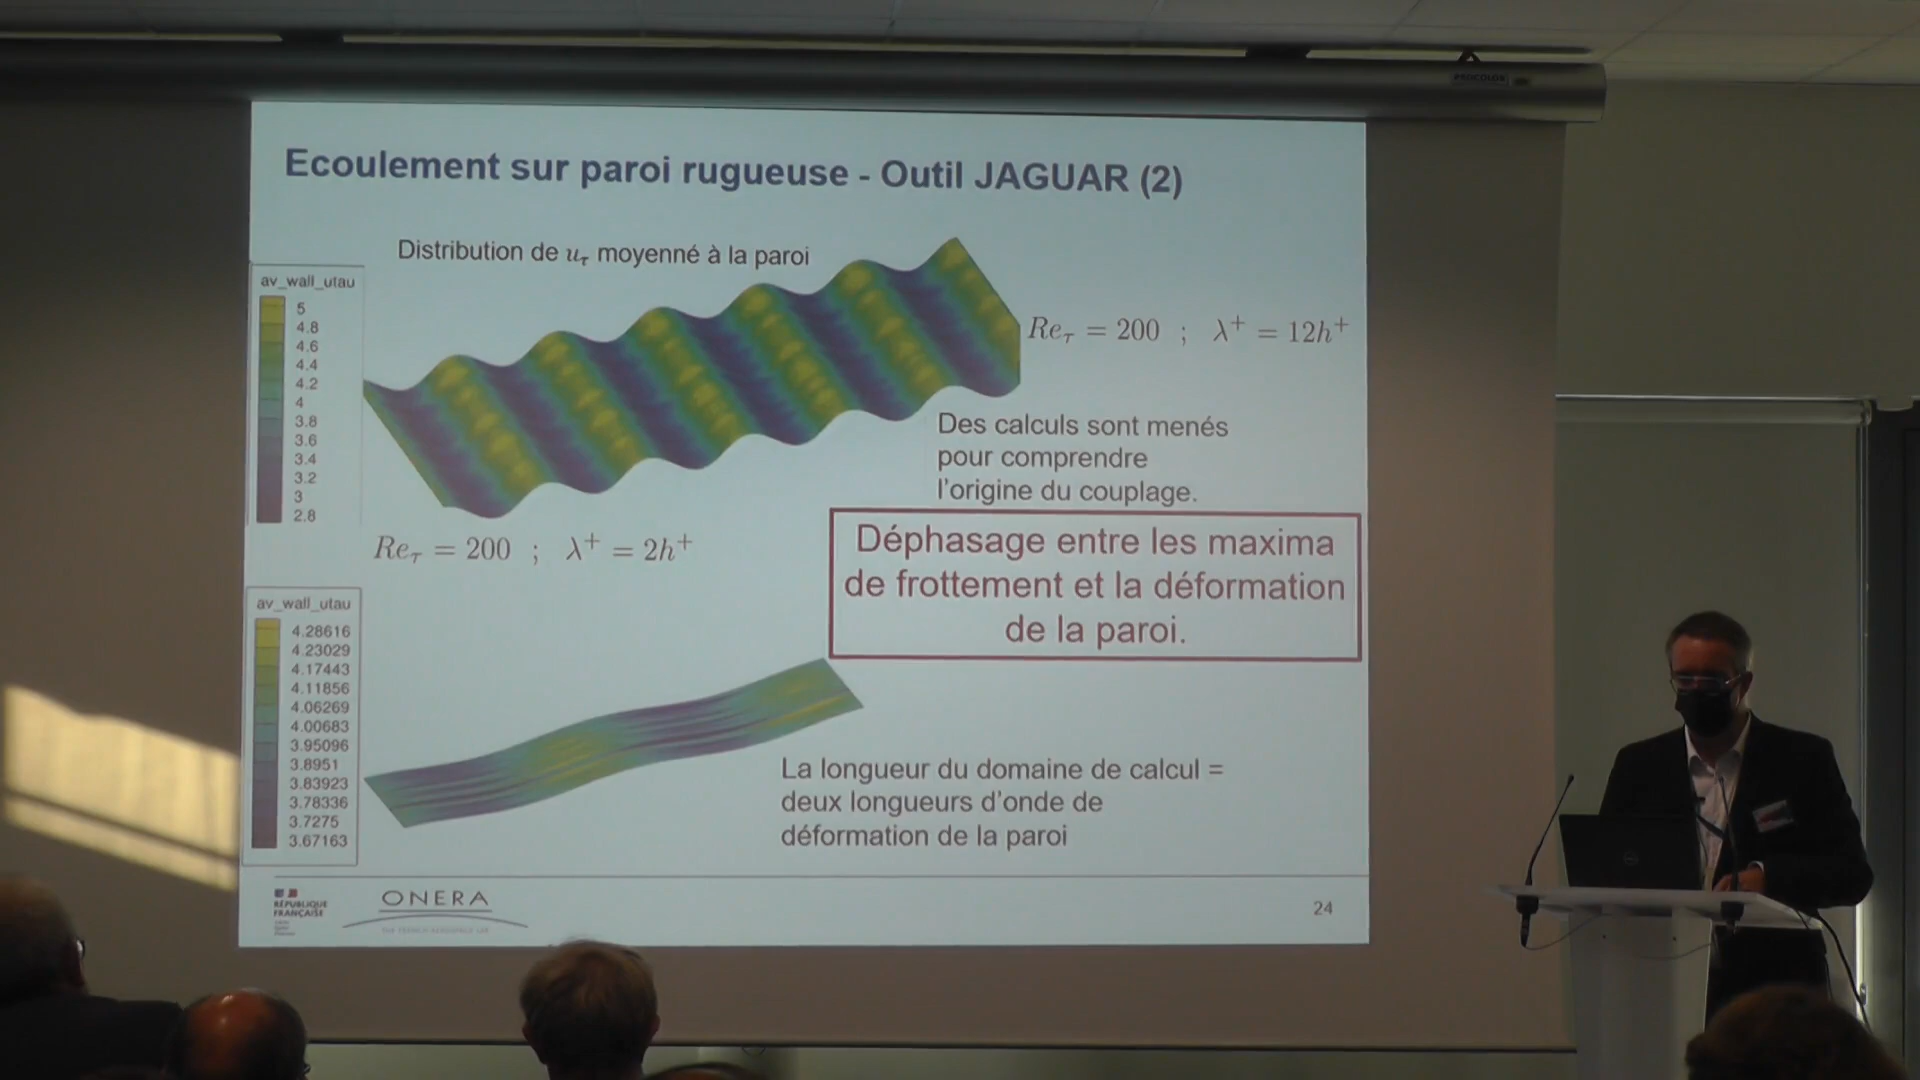 PROCOLOR
Ecoulement sur paroi rugueuse - Outil JAGUAR (2)
Distribution de uτ moyenné à la paroi
av_wall_utau
5
4.8
4.6
4.4
4.2
4
3.8
3.6
3.4
3.2
3
2.8
Reτ = 200 ; λ+ = 12h+
Des calculs sont menés
pour comprendre
l'origine du couplage.
Reτ = 200 ; λ+ = 2h+
Déphasage entre les maxima
de frottement et la déformation
de la paroi.
av_wall_utau
4.28616
4.23029
4.17443
4.11856
4.06269
4.00683
3.95096
3.8951
3.83923
3.78336
3.7275
3.67163
La longueur du domaine de calcul =
deux longueurs d'onde de
déformation de la paroi
RÉPUBLIQUE
FRANÇAISE
ONERA
THE FRENCH AEROSPACE LAB
24